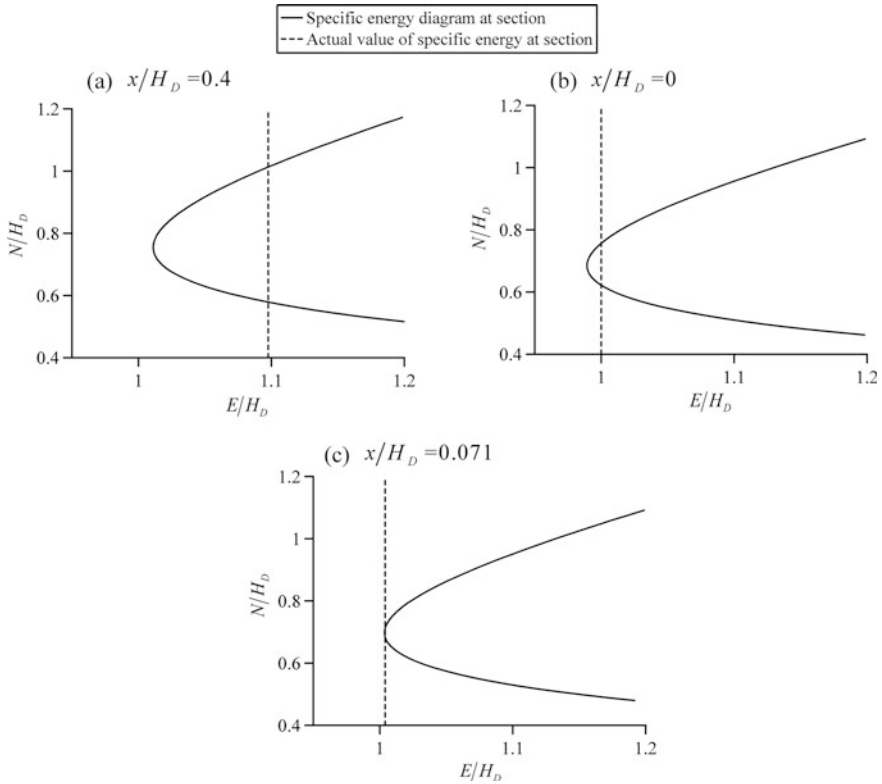 Specific energy diagram at section
Actual value of specific energy at section
(a) x/H_D=0.4
1.2
1
0.8
0.6
0.4
N/H_D
1
1.1
1.2
E/H_D
(b) x/H_D=0
1.2
1
0.8
0.6
0.4
N/H_D
1
1.1
1.2
E/H_D
(c) x/H_D=0.071
1.2
1
0.8
0.6
0.4
N/H_D
1
1.1
1.2
E/H_D